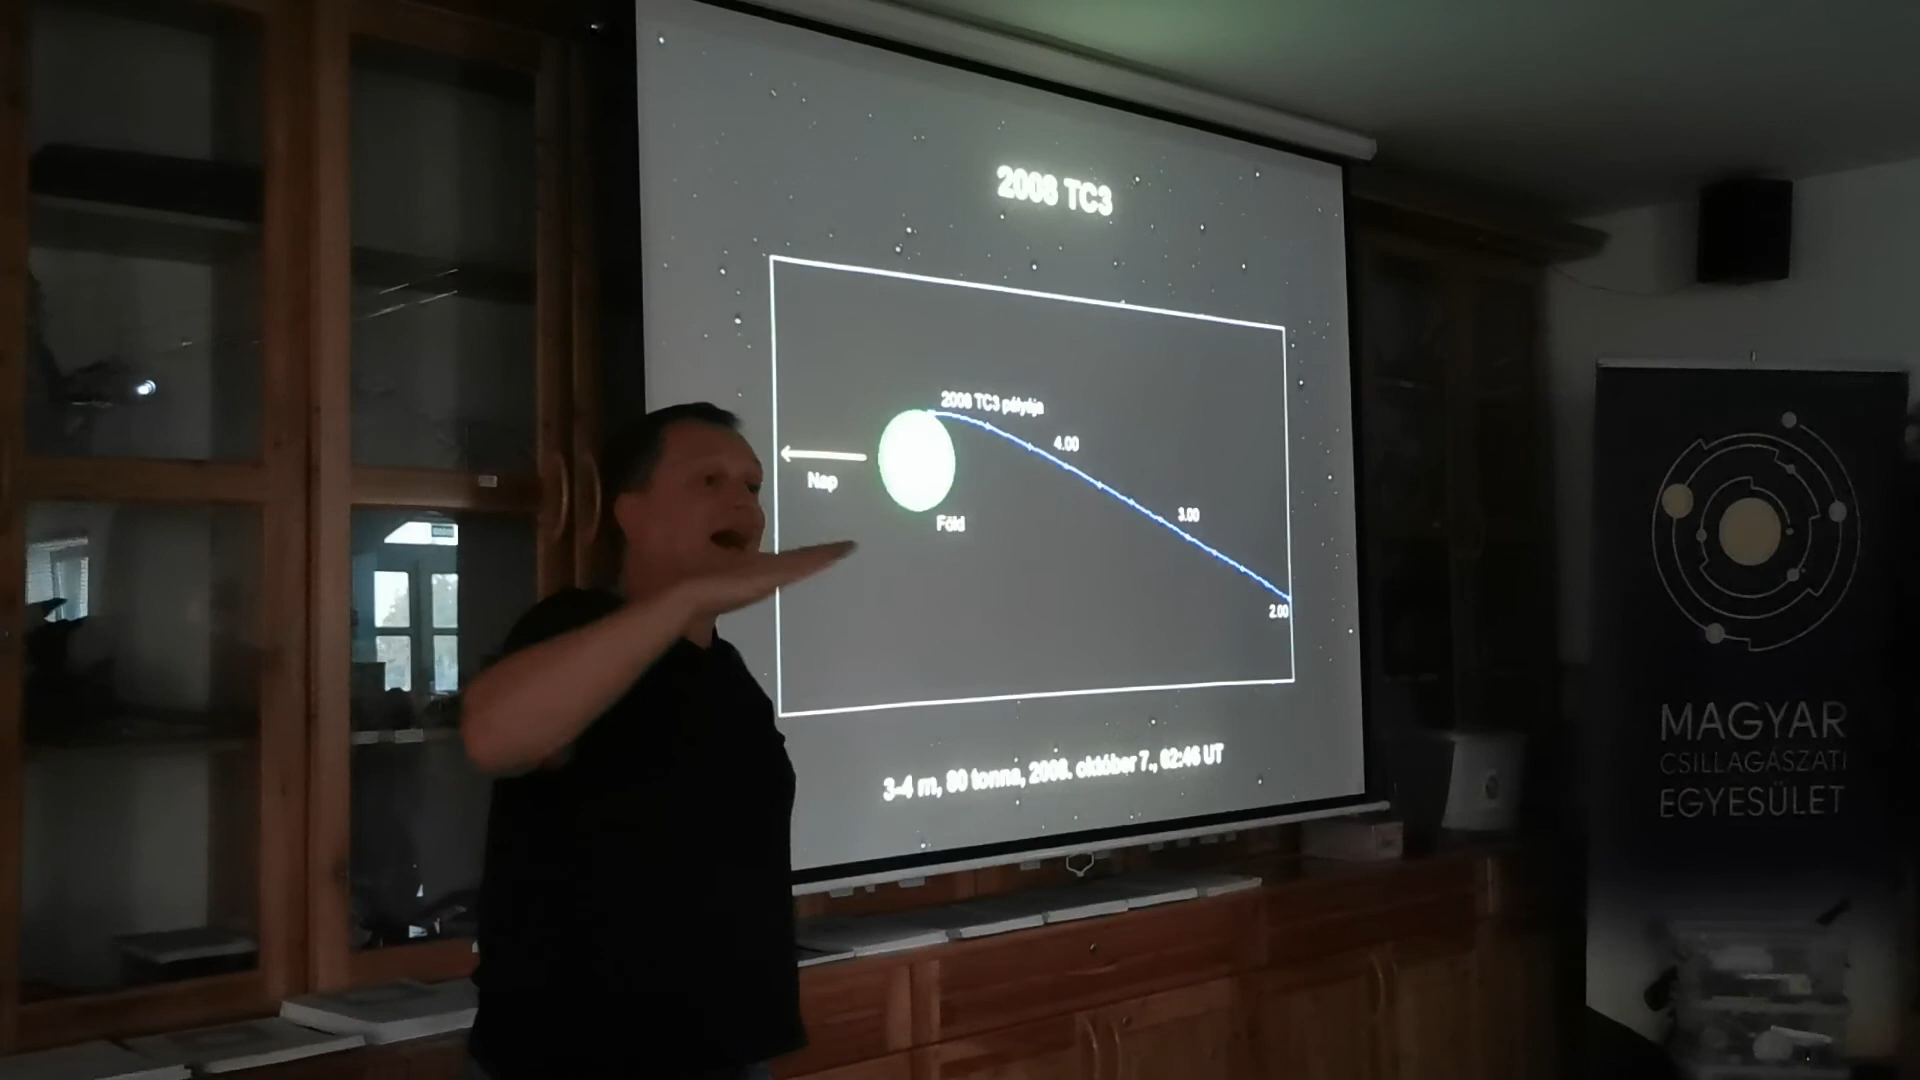 2008 TC3
2008 TC3 pályája
4.00
Nap
3.00
Föld
2.00
3-4 m, 80 tonna, 2008. október 7., 02:46 UT
MAGYAR
CSILLAGÁSZATI
EGYESÜLET